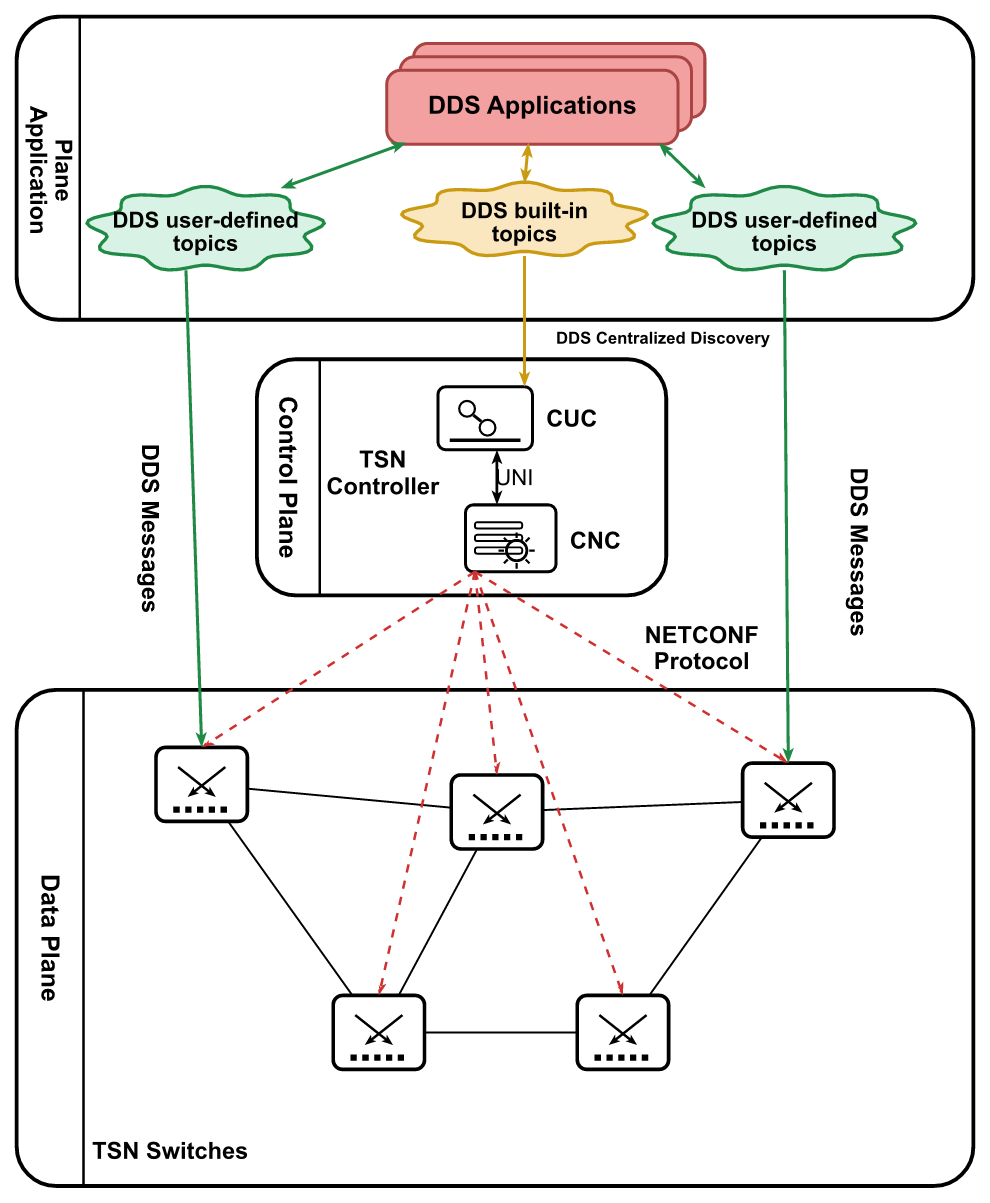 Plane
Application
DDS Applications
DDS user-defined
topics
DDS built-in
topics
DDS user-defined
topics
DDS Centralized Discovery
Control Plane
TSN
Controller
CUC
UNI
CNC
DDS Messages
DDS Messages
NETCONF
Protocol
Data Plane
TSN Switches